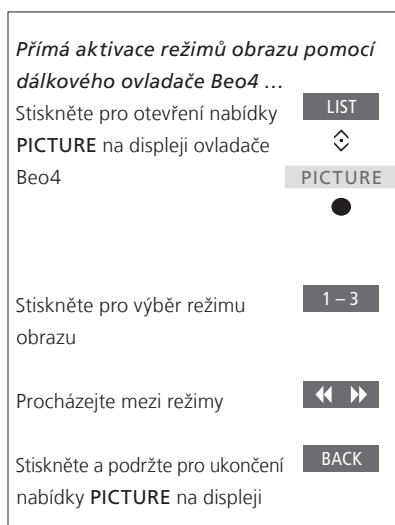 Přímá aktivace režimů obrazu pomocí
dálkového ovladače Beo4 …
Stiskněte pro otevření nabídky
PICTURE na displeji ovladače
Beo4
LIST
PICTURE
Stiskněte pro výběr režimu
obrazu
1 – 3
Procházejte mezi režimy
Stiskněte a podržte pro ukončení
nabídky PICTURE na displeji
BACK